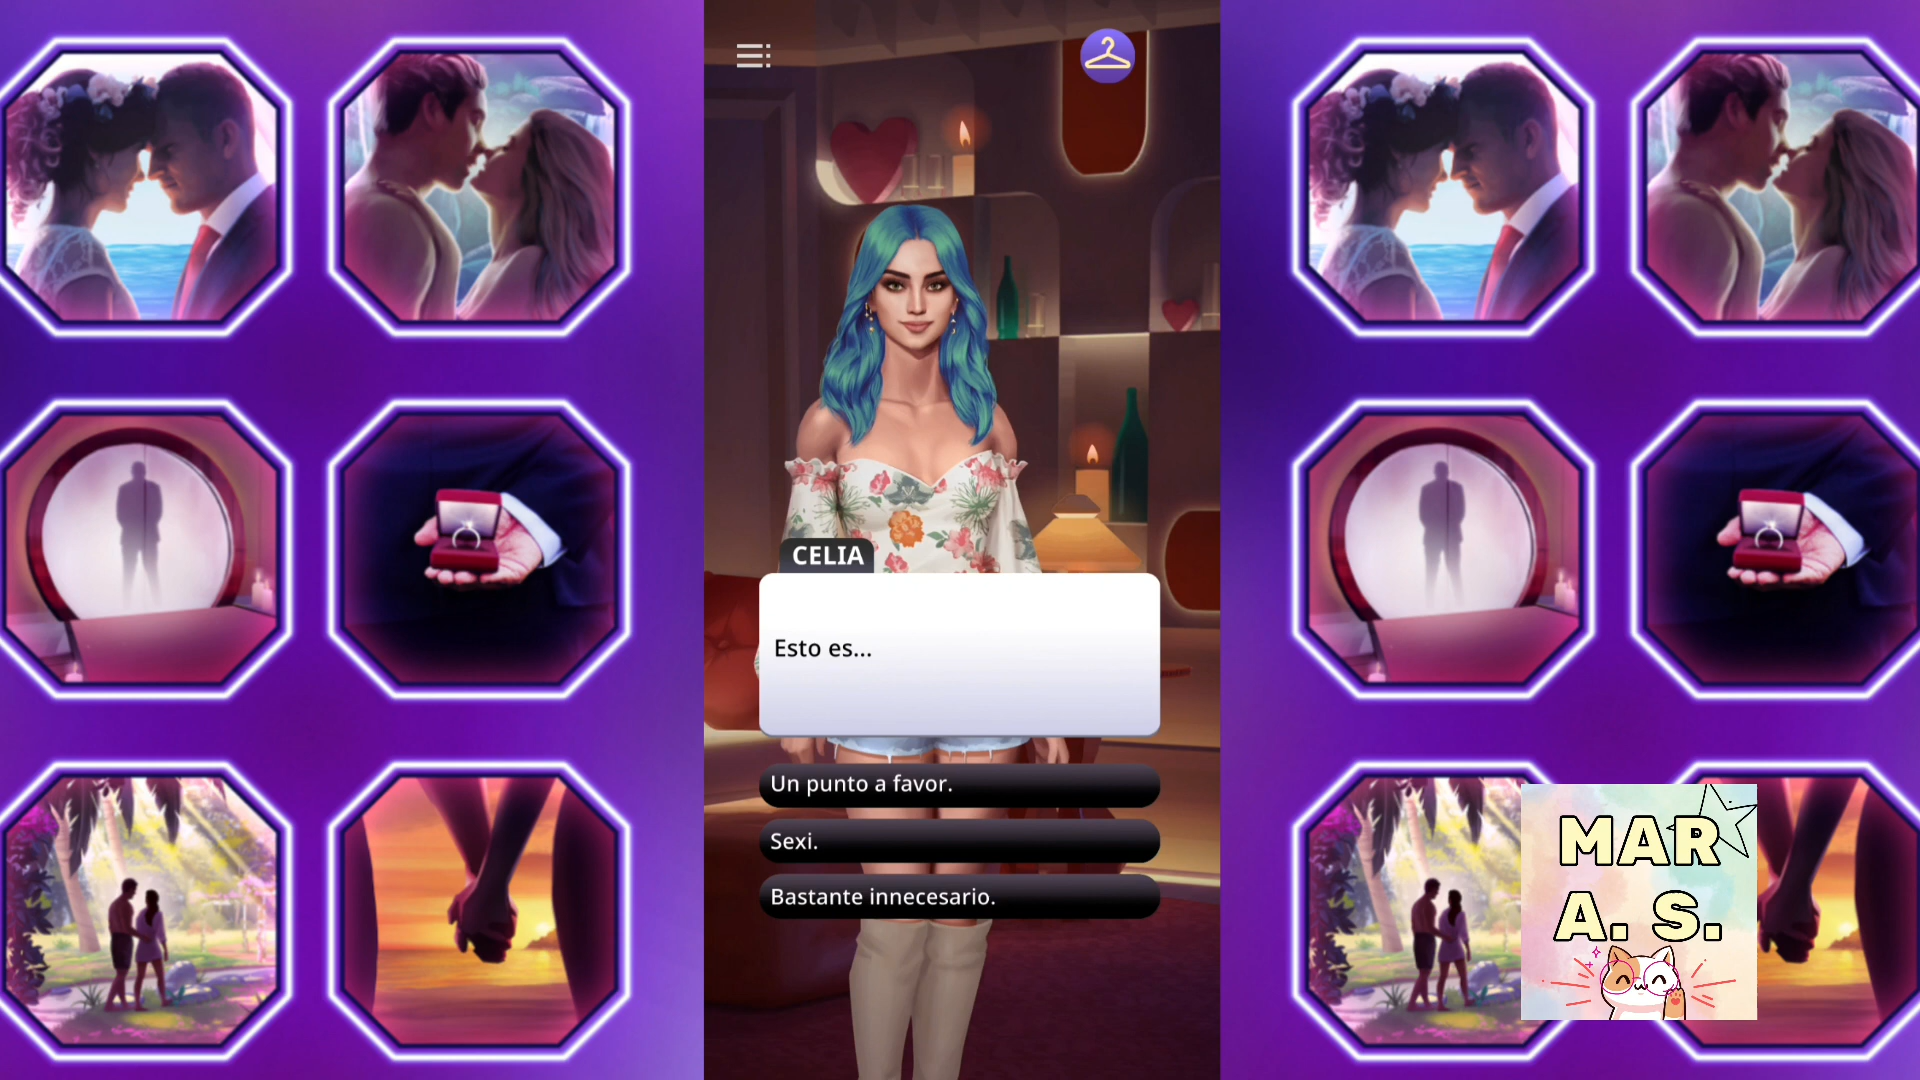 CELIA
Esto es...
Un punto a favor.
Sexi.
Bastante innecesario.
MAR
A. S.